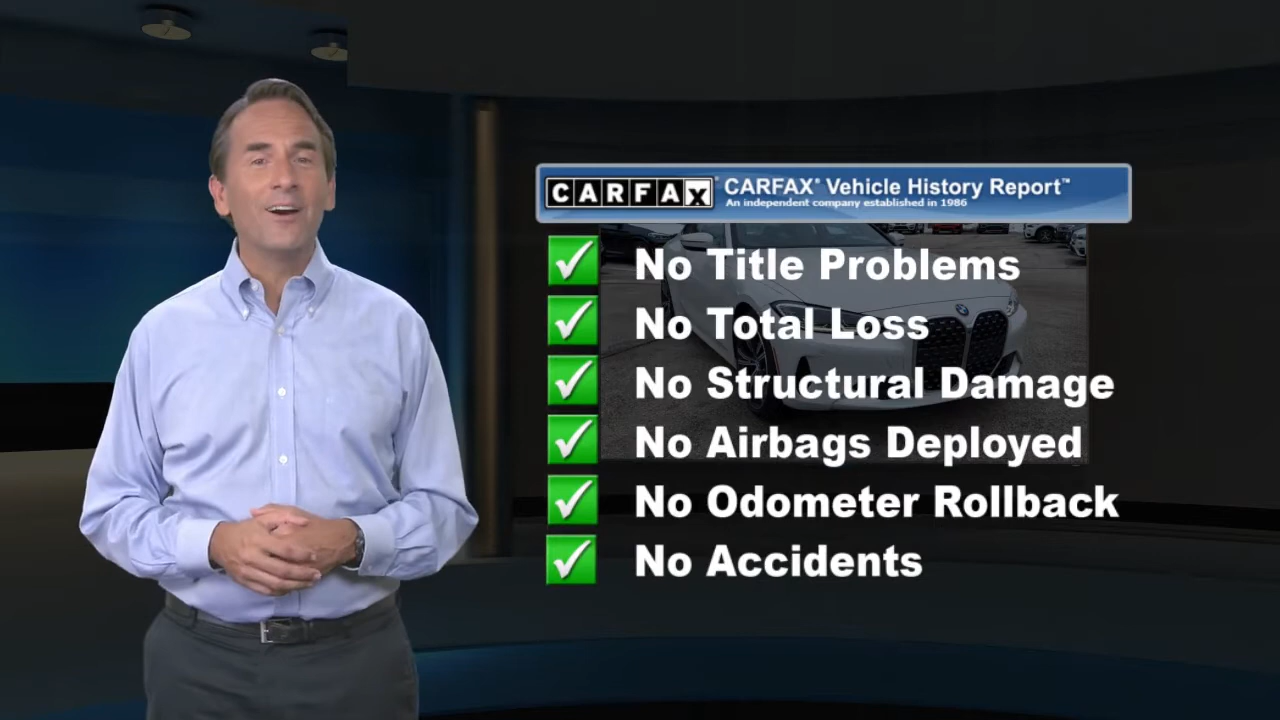 CARFAX® CARFAX® Vehicle History Report™
An independent company established in 1986
No Title Problems
No Total Loss
No Structural Damage
No Airbags Deployed
No Odometer Rollback
No Accidents